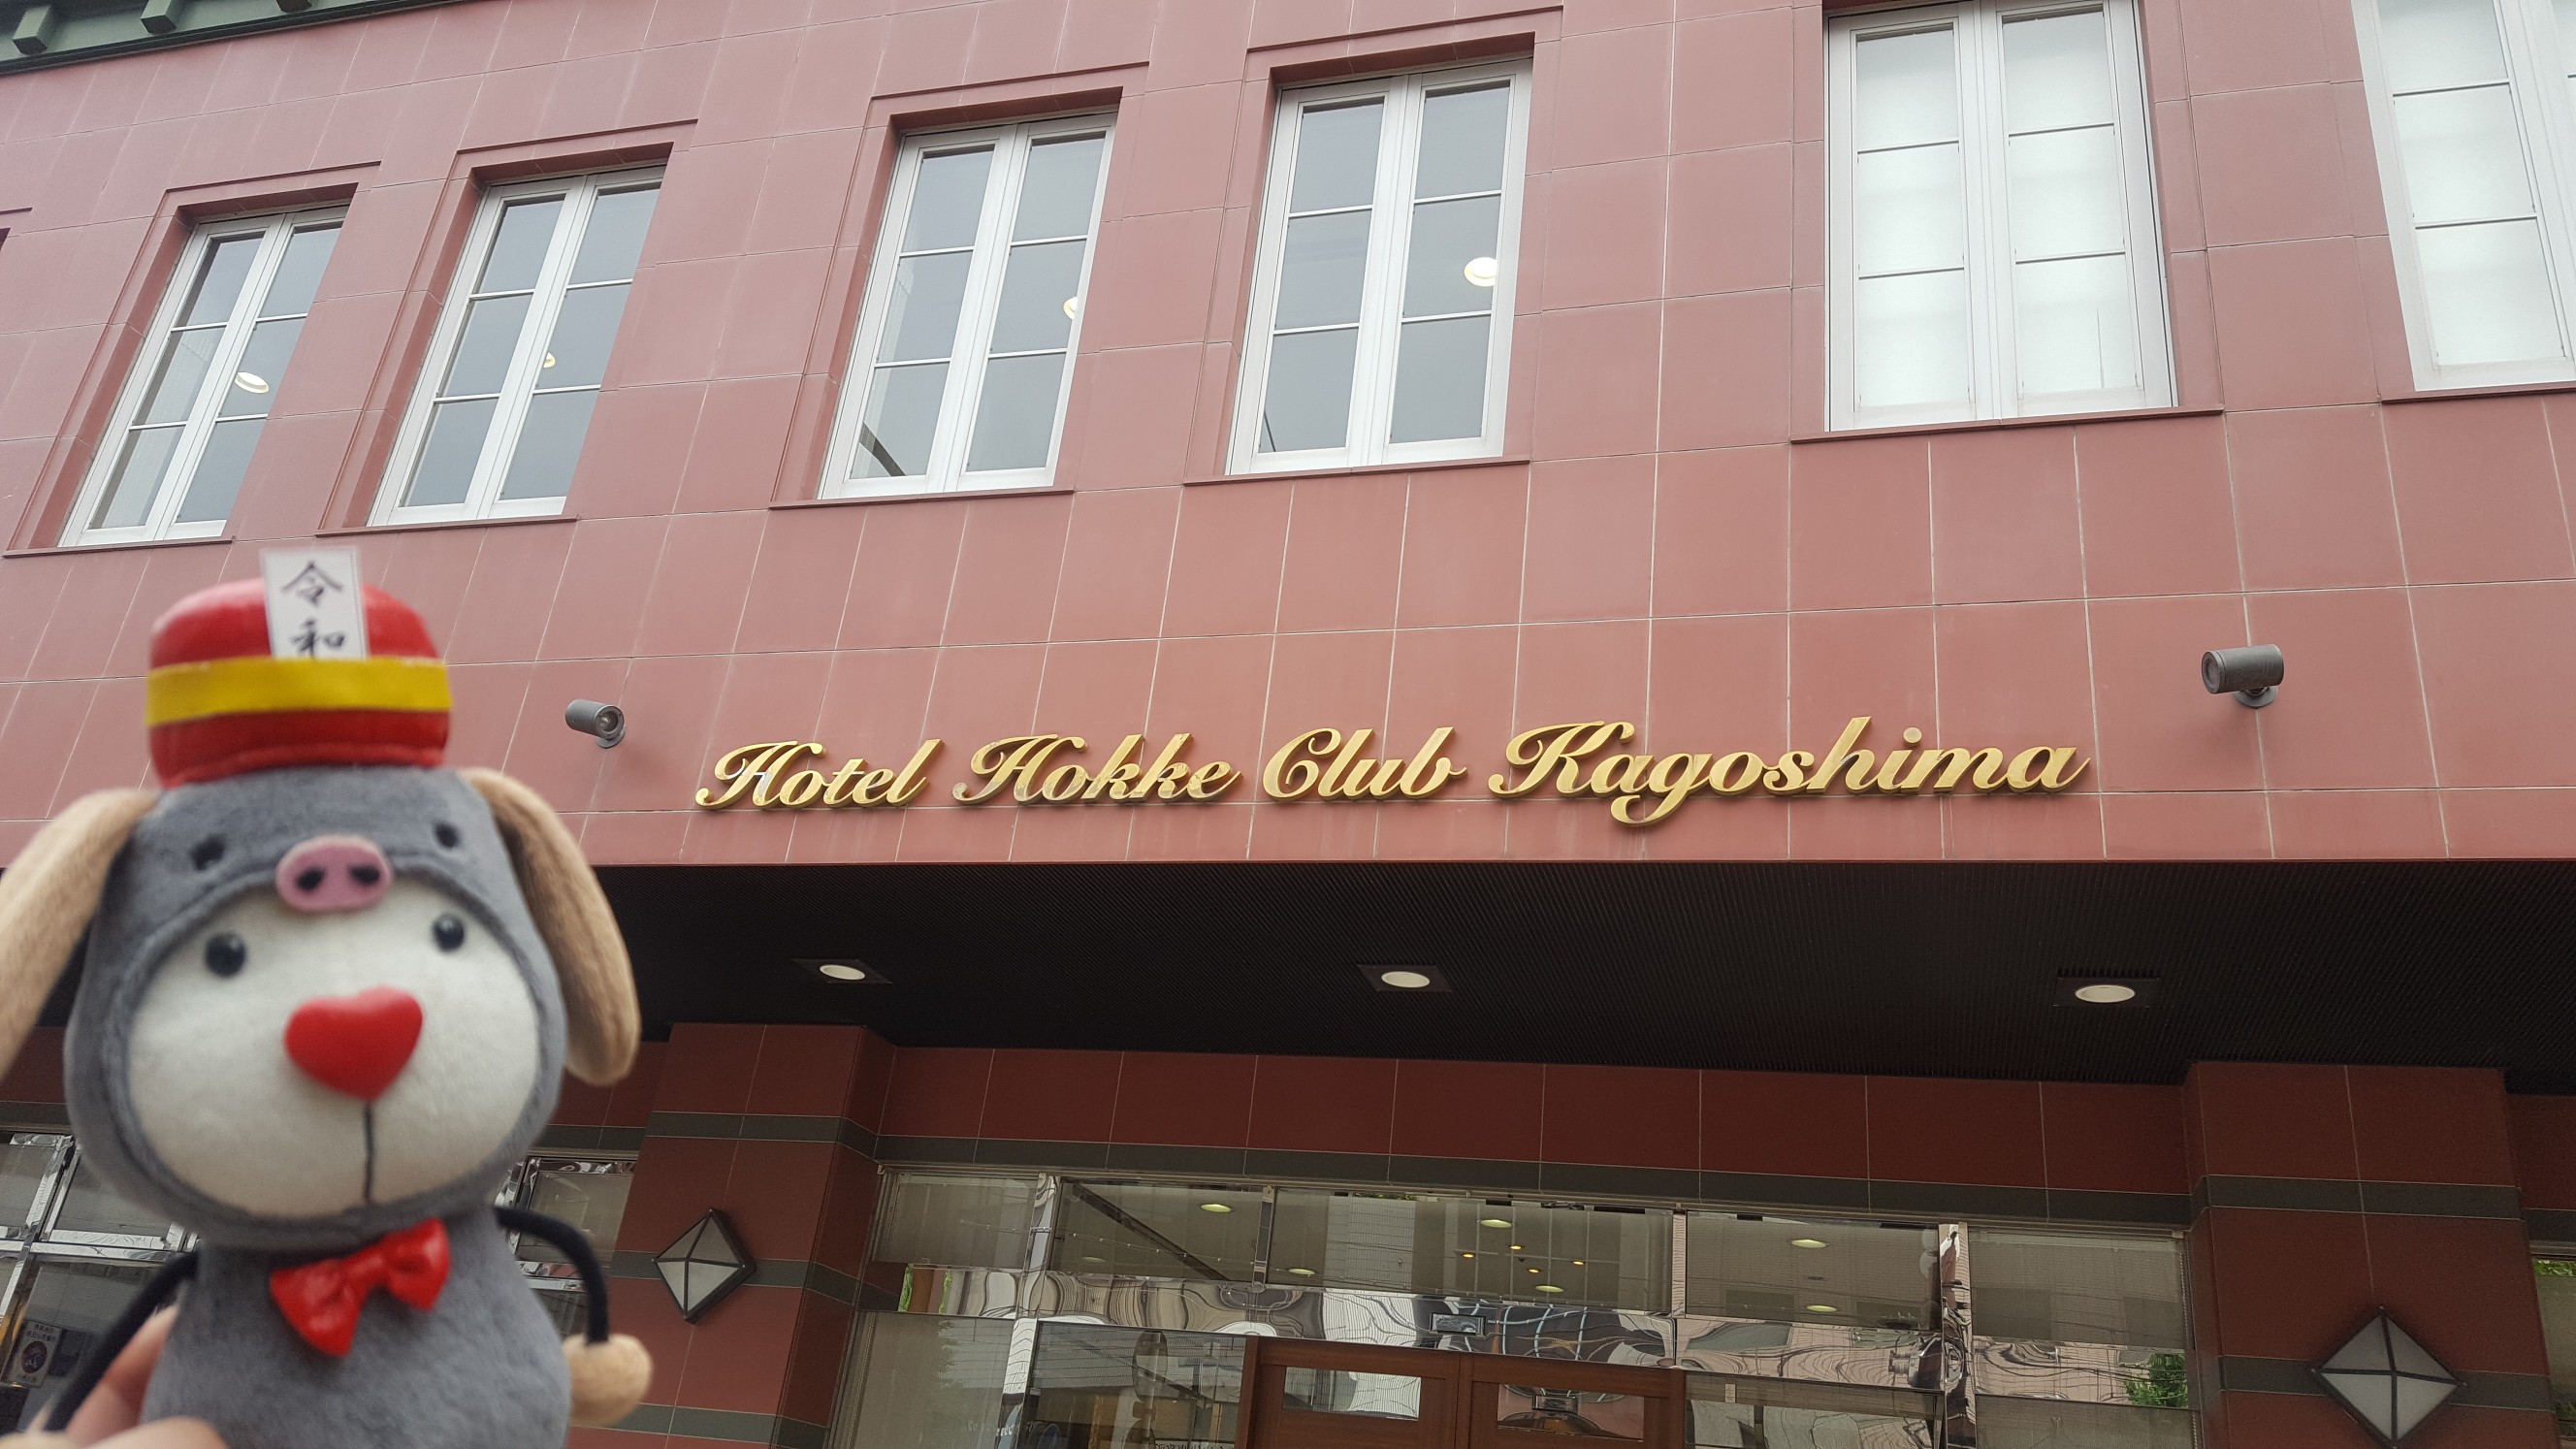 令
和
Hotel Hokke Club Kagoshima